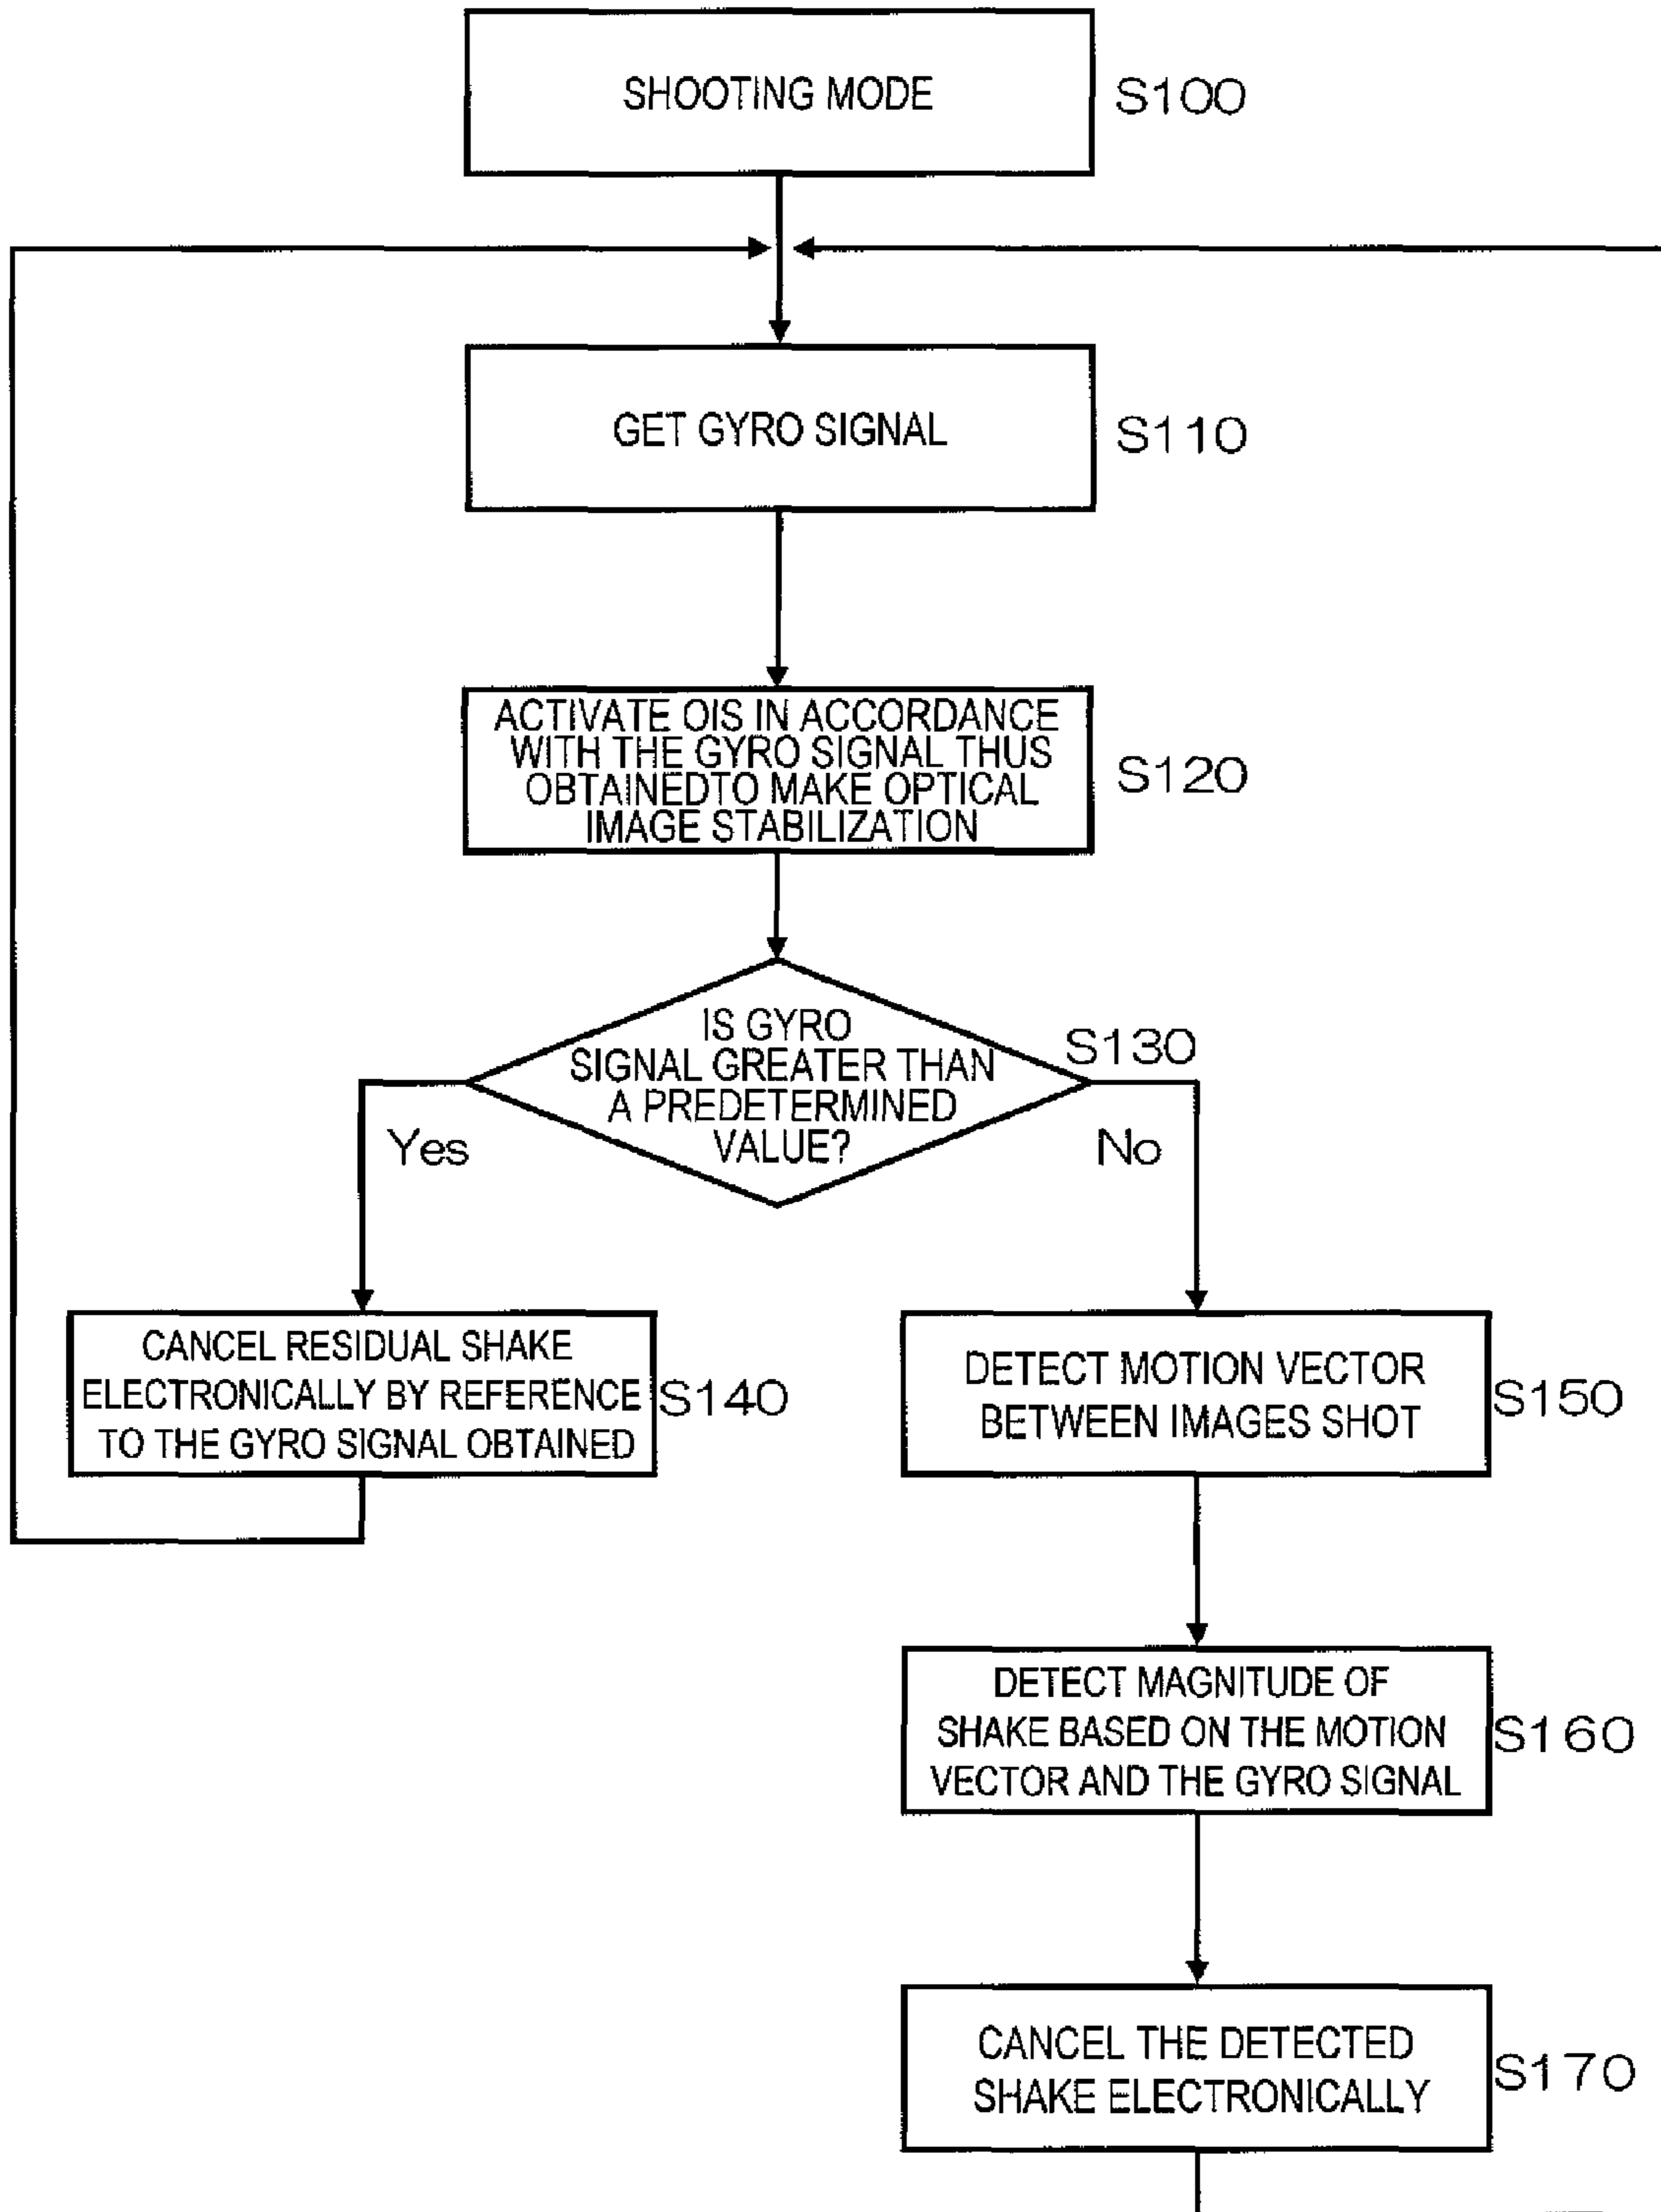 SHOOTING MODE
S100
GET GYRO SIGNAL
S110
ACTIVATE OIS IN ACCORDANCE
WITH THE GYRO SIGNAL THUS
OBTAINEDTO MAKE OPTICAL
IMAGE STABILIZATION
S120
IS GYRO
SIGNAL GREATER THAN
A PREDETERMINED
VALUE?
S130
Yes
No
CANCEL RESIDUAL SHAKE
ELECTRONICALLY BY REFERENCE
TO THE GYRO SIGNAL OBTAINED
S140
DETECT MOTION VECTOR
BETWEEN IMAGES SHOT
S150
DETECT MAGNITUDE OF
SHAKE BASED ON THE MOTION
VECTOR AND THE GYRO SIGNAL
S160
CANCEL THE DETECTED
SHAKE ELECTRONICALLY
S170